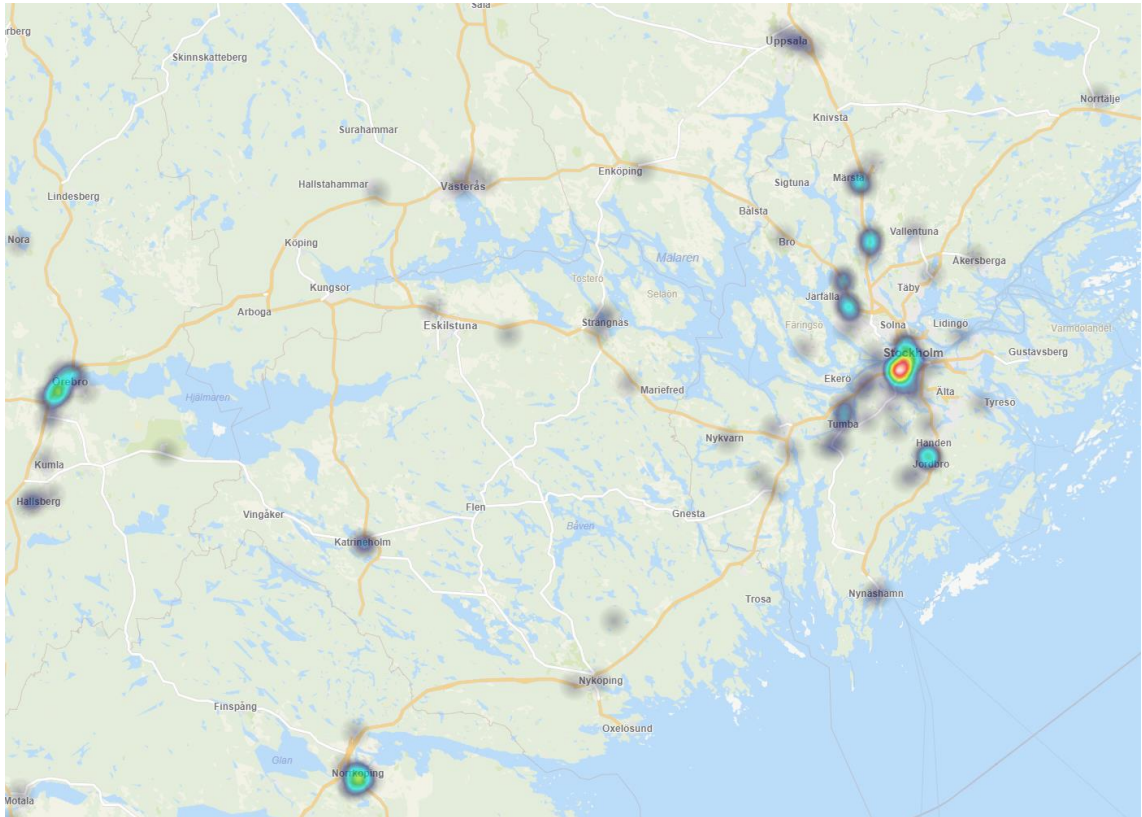 Sala
arberg
Uppsala
Skinnskatteberg
Norrtälje
Knivsta
Surahammar
Enköping
Märsta
Hallstahammar
Västerås
Sigtuna
Lindesberg
Bålsta
Vallentuna
Nora
Köping
Bro
Mälaren
Åkersberga
Tosterö
Täby
Kungsör
Selaön
Järfälla
Arboga
Eskilstuna
Strängnäs
Färingsö
Solna
Lidingö
Värmdölandet
Stockholm
Gustavsberg
Örebro
Ekerö
Mariefred
Älta
Hjälmaren
Tyresö
Tumba
Nykvarn
Handen
Kumla
Jordbro
Hallsberg
Flen
Vingåker
Gnesta
Båven
Katrineholm
Nynäshamn
Trosa
Nyköping
Finspång
Oxelösund
Glan
Norrköping
Motala